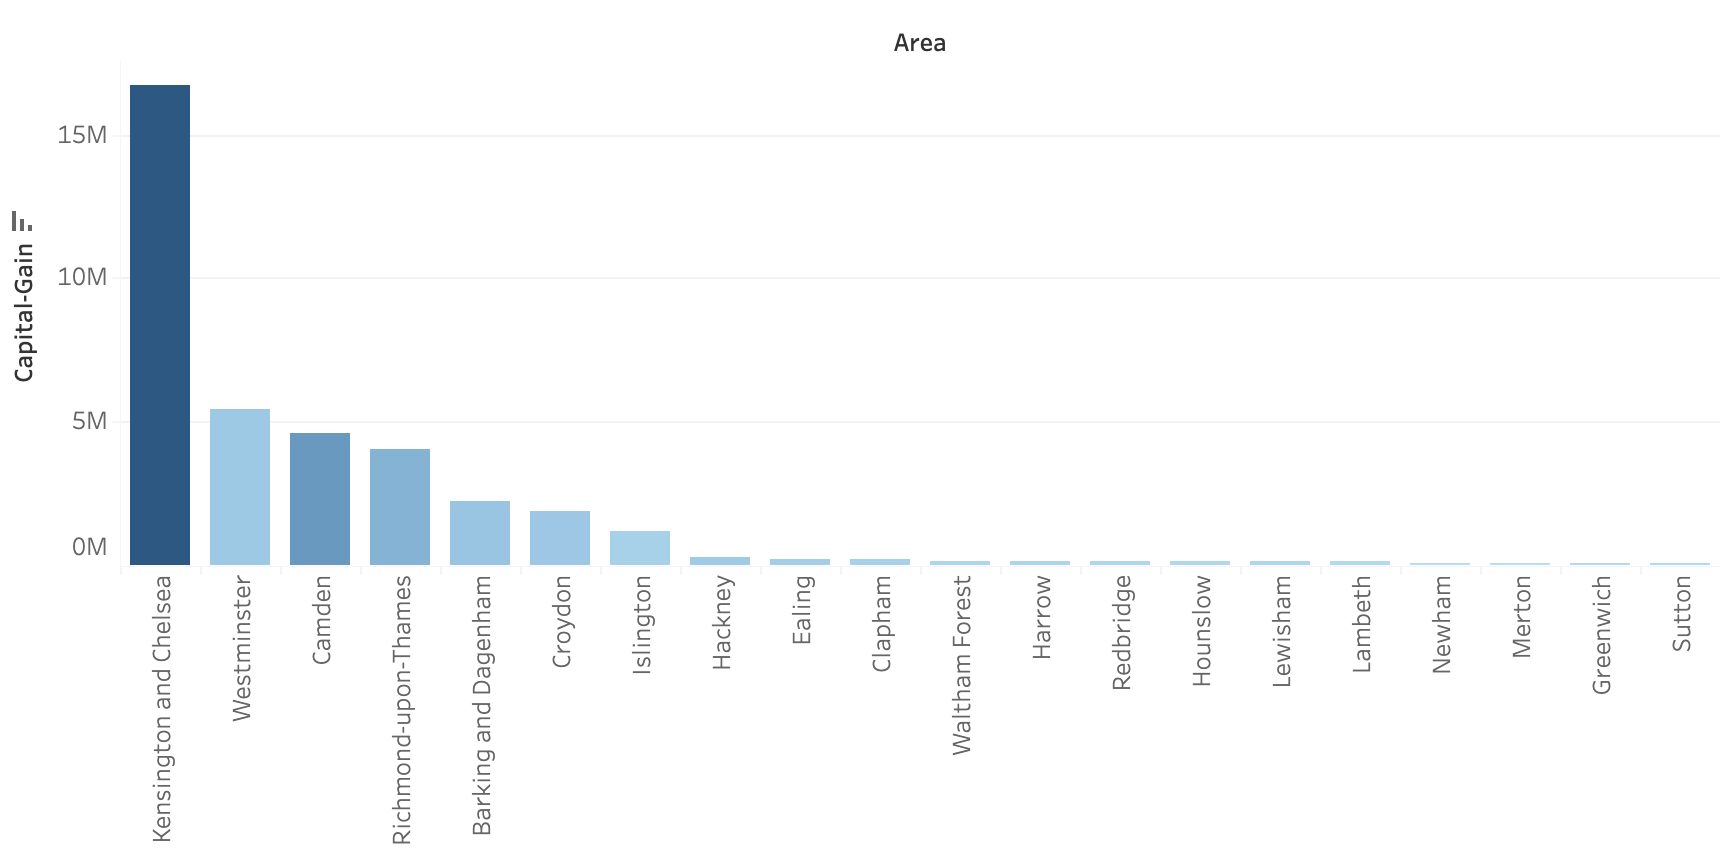 Area
Capital-Gain
15M
10M
5M
0M
Kensington and Chelsea
Westminster
Camden
Richmond-upon-Thames
Barking and Dagenham
Croydon
Islington
Hackney
Ealing
Clapham
Waltham Forest
Harrow
Redbridge
Hounslow
Lewisham
Lambeth
Newham
Merton
Greenwich
Sutton